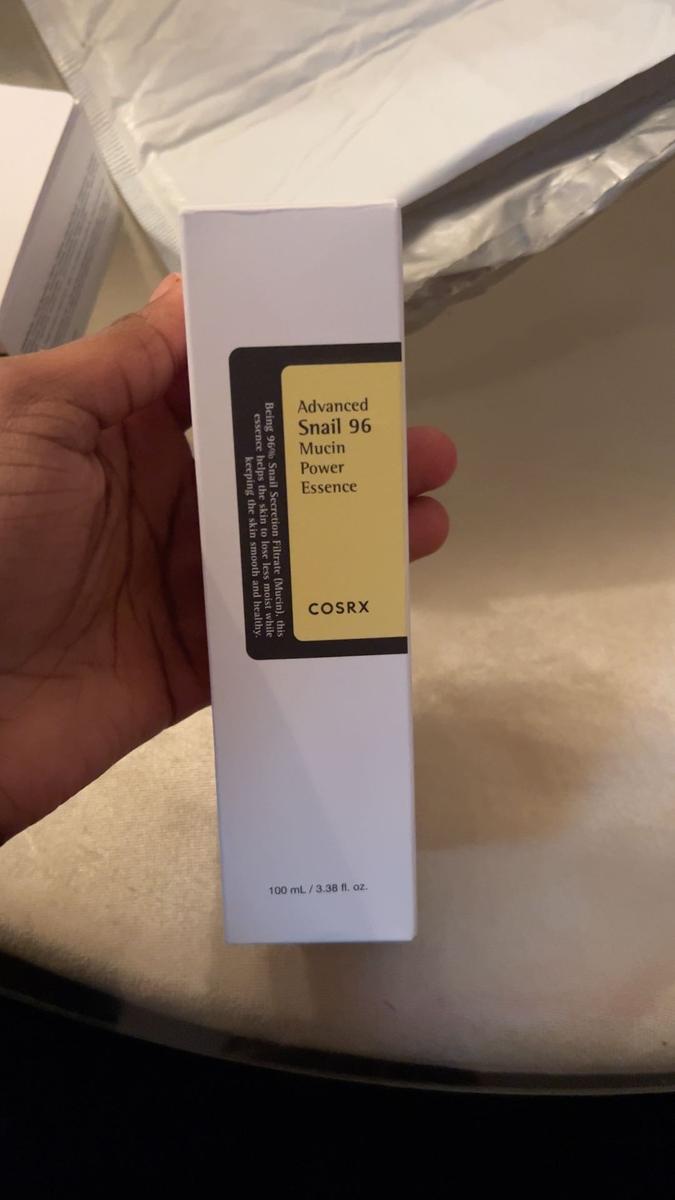 Advanced
Snail 96
Mucin
Power
Essence
COSRX
Being 96% Snail Secretion Filtrate (Mucin), this
essence helps the skin to lose less moist while
keeping the skin smooth and healthy.
100 mL / 3.38 fl. oz.